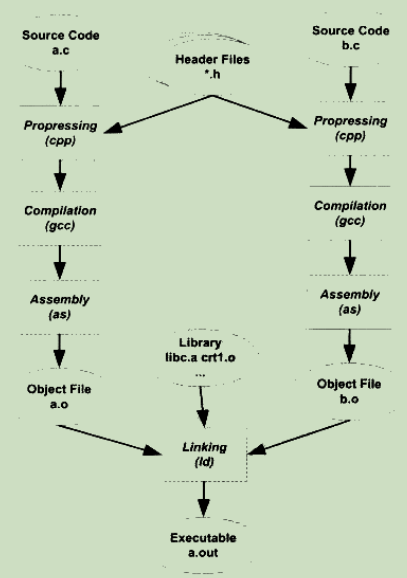 Source Code
a.c
Header Files
*.h
Source Code
b.c
Propressing
(cpp)
Propressing
(cpp)
Compilation
(gcc)
Compilation
(gcc)
Assembly
(as)
Assembly
(as)
Library
libc.a crt1.o
...
Object File
a.o
Object File
b.o
Linking
(ld)
Executable
a.out